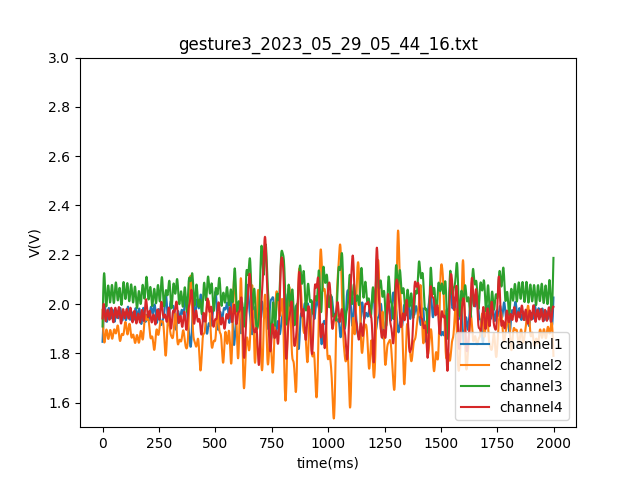 gesture3_2023_05_29_05_44_16.txt
3.0
2.8
2.6
2.4
2.2
2.0
1.8
1.6
V(V)
channel1
channel2
channel3
channel4
0 250 500 750 1000 1250 1500 1750 2000
time(ms)